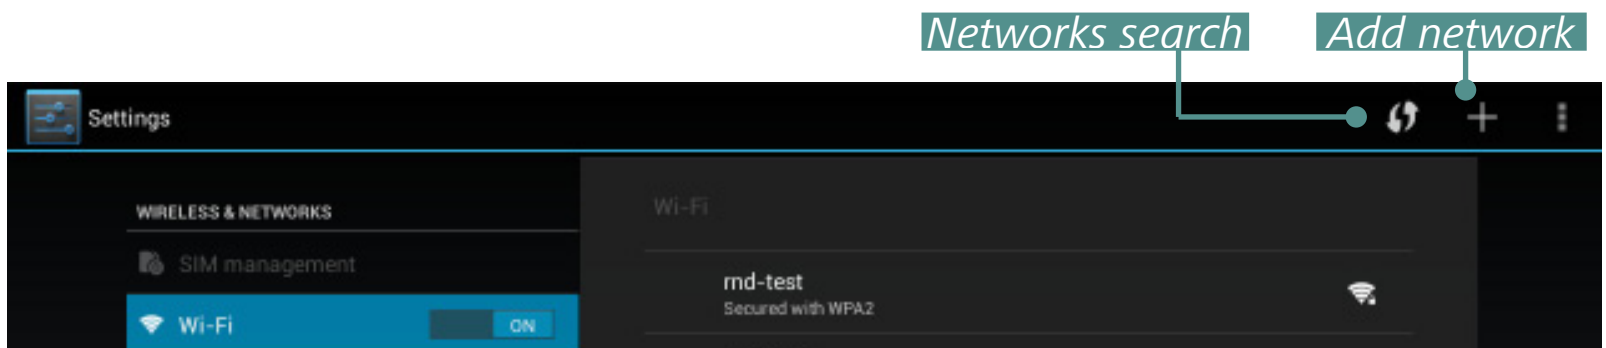 Networks search
Add network
Settings
WIRELESS & NETWORKS
Wi-Fi
SIM management
rnd-test
Secured with WPA2
Wi-Fi
ON